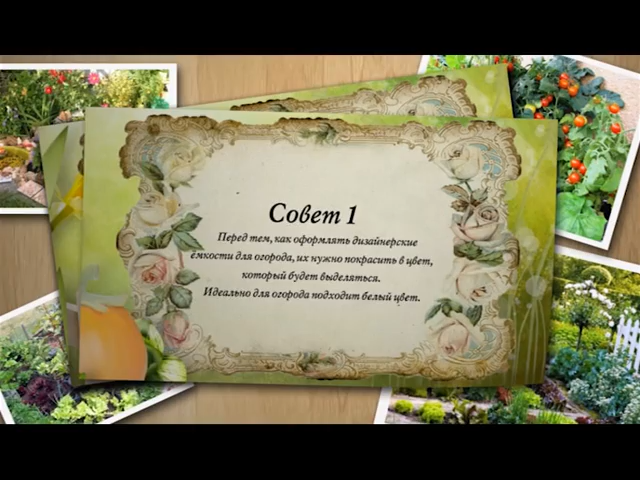 Совет 1
Перед тем, как оформлять дизайнерские
ёмкости для огорода, их нужно покрасить в цвет,
который будет выделяться.
Идеально для огорода подходит белый цвет.